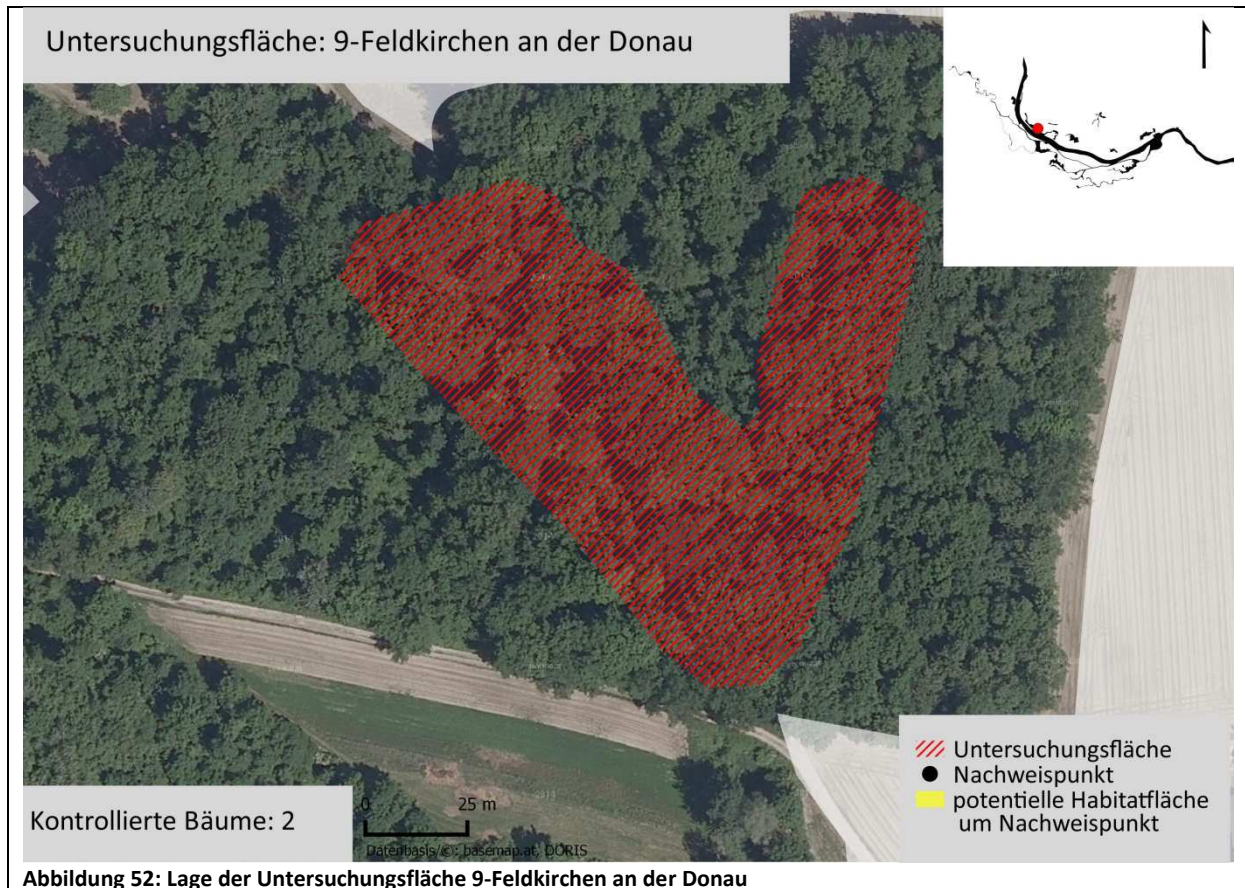 Untersuchungsfläche: 9-Feldkirchen an der Donau
Untersuchungsfläche
Nachweispunkt
potentielle Habitatfläche
um Nachweispunkt
Kontrollierte Bäume: 2
0 25 m
Datenbasis/©: basemap.at, DORIS
Abbildung 52: Lage der Untersuchungsfläche 9-Feldkirchen an der Donau